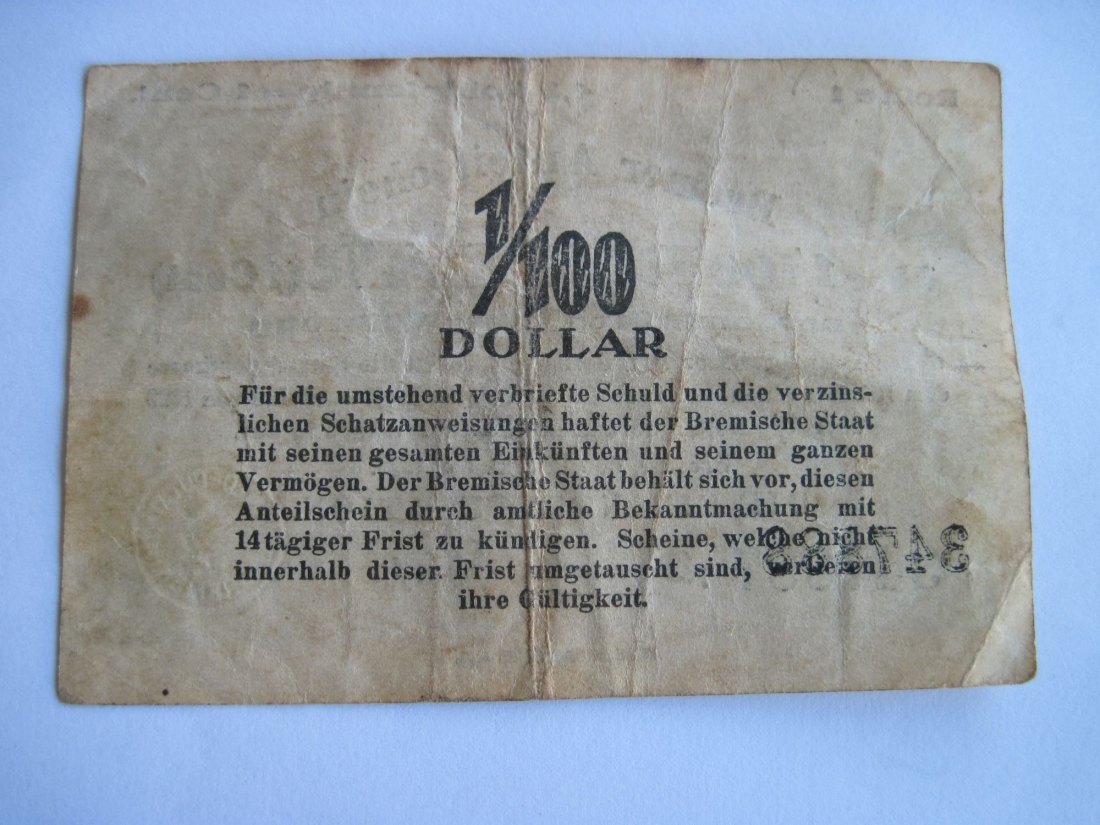 1/100
DOLLAR
Für die umstehend verbriefte Schuld und die verzins-
lichen Schatzanweisungen haftet der Bremische Staat
mit seinen gesamten Einkünften und seinem ganzen
Vermögen. Der Bremische Staat behält sich vor, diesen
Anteilschein durch amtliche Bekanntmachung mit
14 tägiger Frist zu kündigen. Scheine, welche nicht
innerhalb dieser Frist umgetauscht sind, verlieren
ihre Gültigkeit.